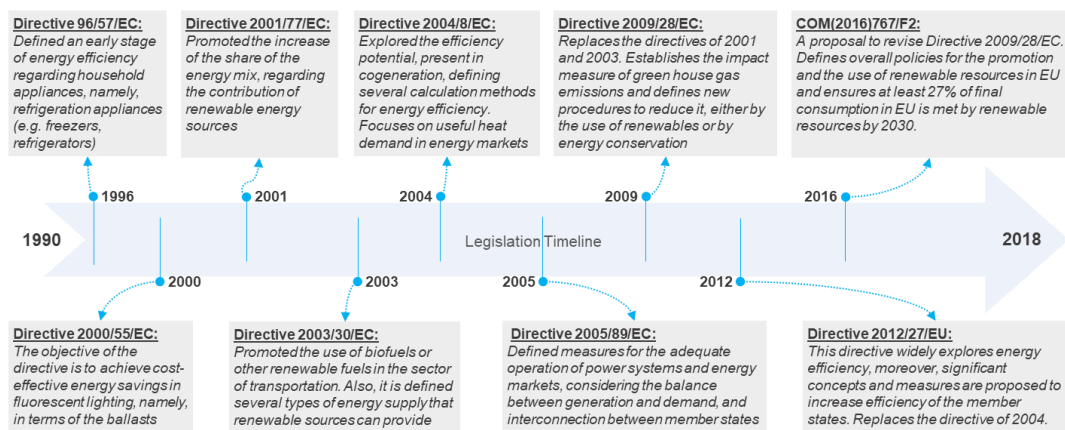 Directive 96/57/EC:
Defined an early stage
of energy efficiency
regarding household
appliances, namely,
refrigeration appliances
(e.g. freezers,
refrigerators)
Directive 2001/77/EC:
Promoted the increase
of the share of the
energy mix, regarding
the contribution of
renewable energy
sources
Directive 2004/8/EC:
Explored the efficiency
potential, present in
cogeneration, defining
several calculation methods
for energy efficiency.
Focuses on useful heat
demand in energy markets
Directive 2009/28/EC:
Replaces the directives of 2001
and 2003. Establishes the impact
measure of green house gas
emissions and defines new
procedures to reduce it, either by
the use of renewables or by
energy conservation
COM(2016)767/F2:
A proposal to revise Directive 2009/28/EC.
Defines overall policies for the promotion
and the use of renewable resources in EU
and ensures at least 27% of final
consumption in EU is met by renewable
resources by 2030.
1996
2001
2004
2009
2016
1990
Legislation Timeline
2018
2000
2003
2005
2012
Directive 2000/55/EC:
The objective of the
directive is to achieve cost-
effective energy savings in
fluorescent lighting, namely,
in terms of the ballasts
Directive 2003/30/EC:
Promoted the use of biofuels or
other renewable fuels in the sector
of transportation. Also, it is defined
several types of energy supply that
renewable sources can provide
Directive 2005/89/EC:
Defined measures for the adequate
operation of power systems and energy
markets, considering the balance
between generation and demand, and
interconnection between member states
Directive 2012/27/EU:
This directive widely explores energy
efficiency, moreover, significant
concepts and measures are proposed to
increase efficiency of the member
states. Replaces the directive of 2004.